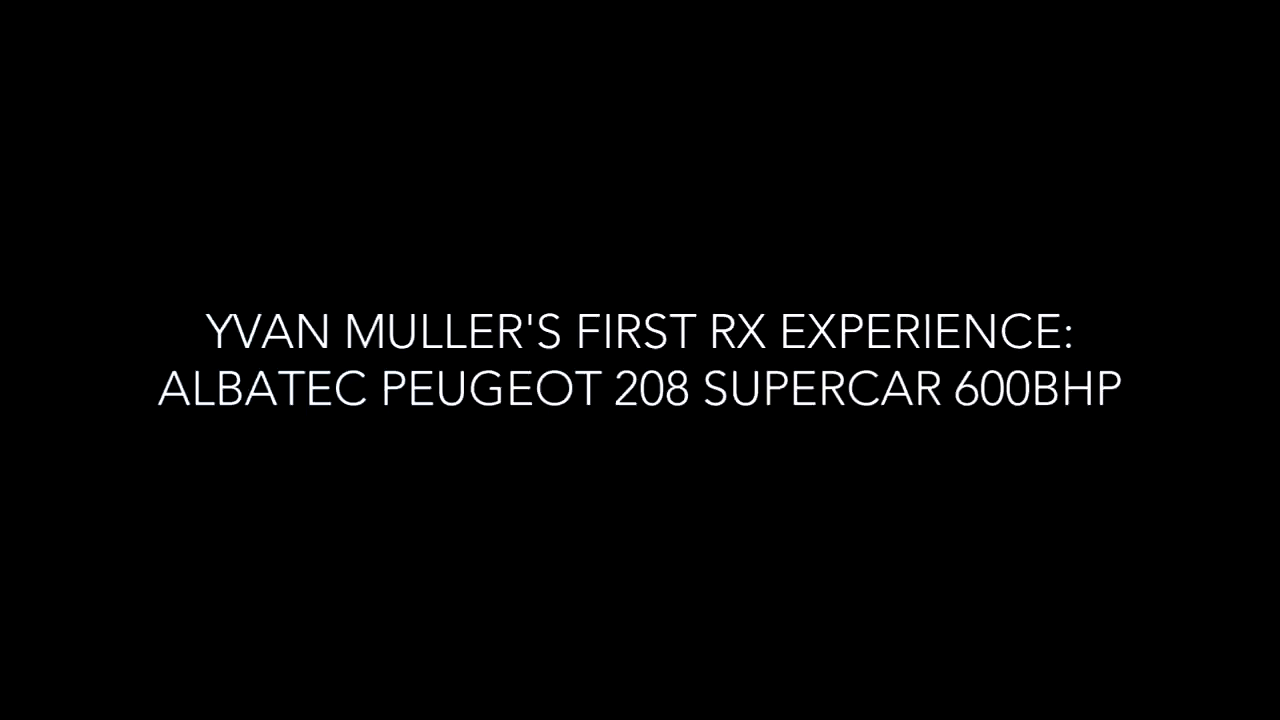 YVAN MULLER'S FIRST RX EXPERIENCE:
ALBATEC PEUGEOT 208 SUPERCAR 600BHP